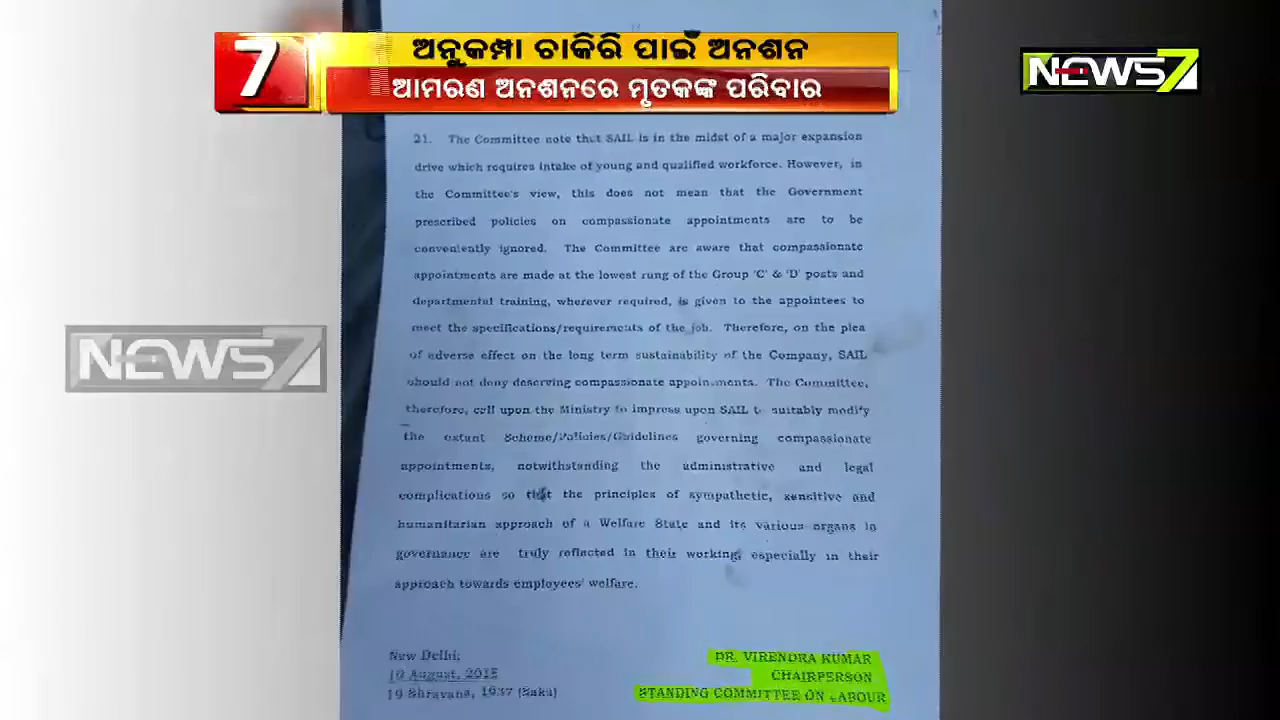 7
ଅନୁକମ୍ପା ଚାକିରି ପାଇଁ ଅନଶନ
ଆମରଣ ଅନଶନରେ ମୃତକଙ୍କ ପରିବାର
NEWS7
21. The Committee note that SAIL is in the midst of a major expansion
drive which requires intake of young and qualified workforce. However, in
the Committee's view, this does not mean that the Government
prescribed policies on compassionate appointments are to be
conveniently ignored. The Committee are aware that compassionate
appointments are made at the lowest rung of the Group 'C' & 'D' posts and
departmental training, wherever required, is given to the appointees to
meet the specifications/requirements of the job. Therefore, on the plea
of adverse effect on the long term sustainability of the Company, SAIL
should not deny deserving compassionate appointments. The Committee,
therefore, call upon the Ministry to impress upon SAIL to suitably modify
the extant Scheme/Policies/Guidelines governing compassionate
appointments, notwithstanding the administrative and legal
complications so that the principles of sympathetic, sensitive and
humanitarian approach of a Welfare State and its various organs in
governance are truly reflected in their working, especially in their
approach towards employees' welfare.
NEWS7
New Delhi;
10 August, 2015
19 Shravana, 1937 (Saka)
DR. VIRENDRA KUMAR
CHAIRPERSON
STANDING COMMITTEE ON LABOUR